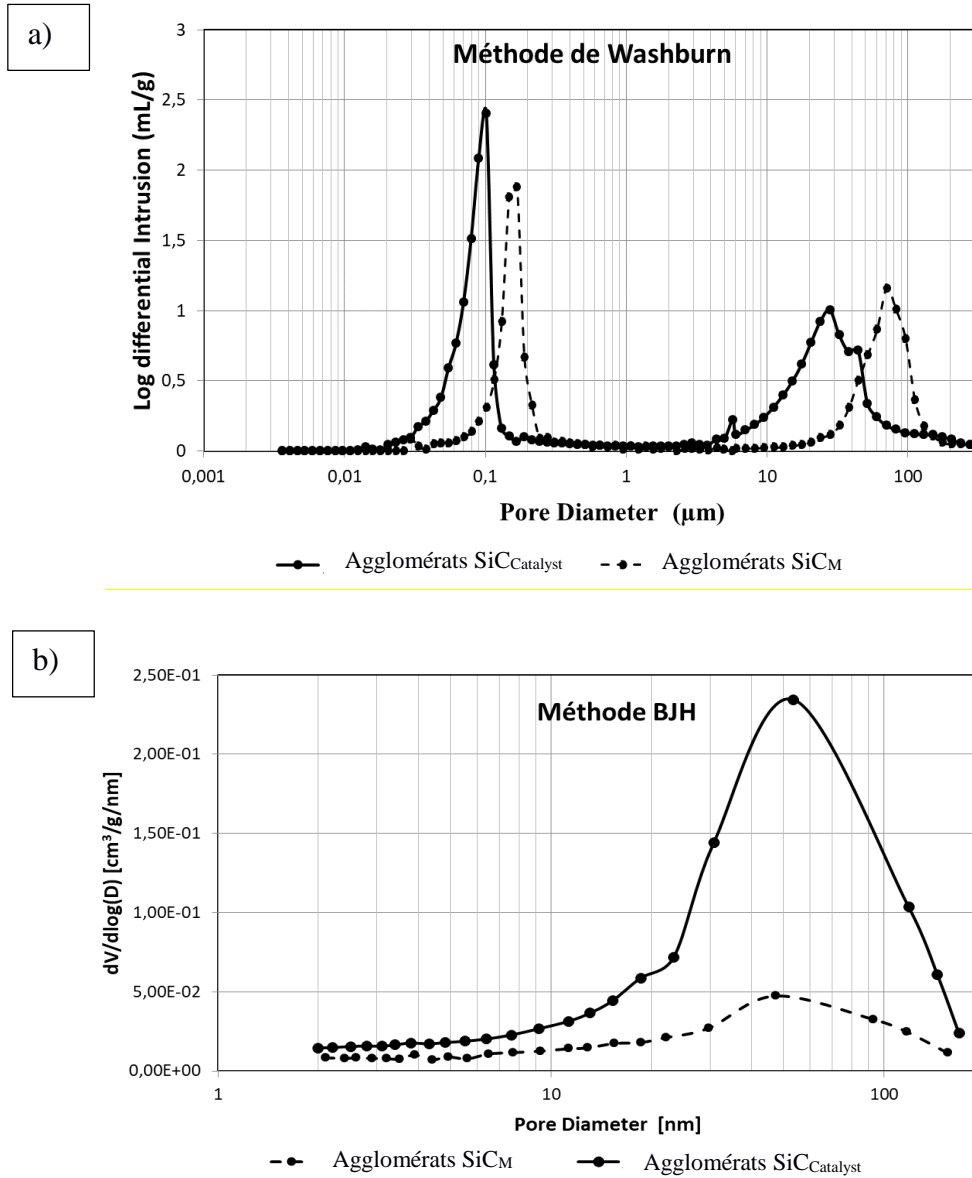 a)
Méthode de Washburn
Log differential Intrusion (mL/g)
3
2,5
2
1,5
1
0,5
0
0,001
0,01
0,1
1
10
100
Pore Diameter (µm)
Agglomérats SiCCatalyst
Agglomérats SiCM
b)
Méthode BJH
dV/dlog(D) [cm³/g/nm]
2,50E-01
2,00E-01
1,50E-01
1,00E-01
5,00E-02
0,00E+00
1
10
100
Pore Diameter [nm]
Agglomérats SiCM
Agglomérats SiCCatalyst